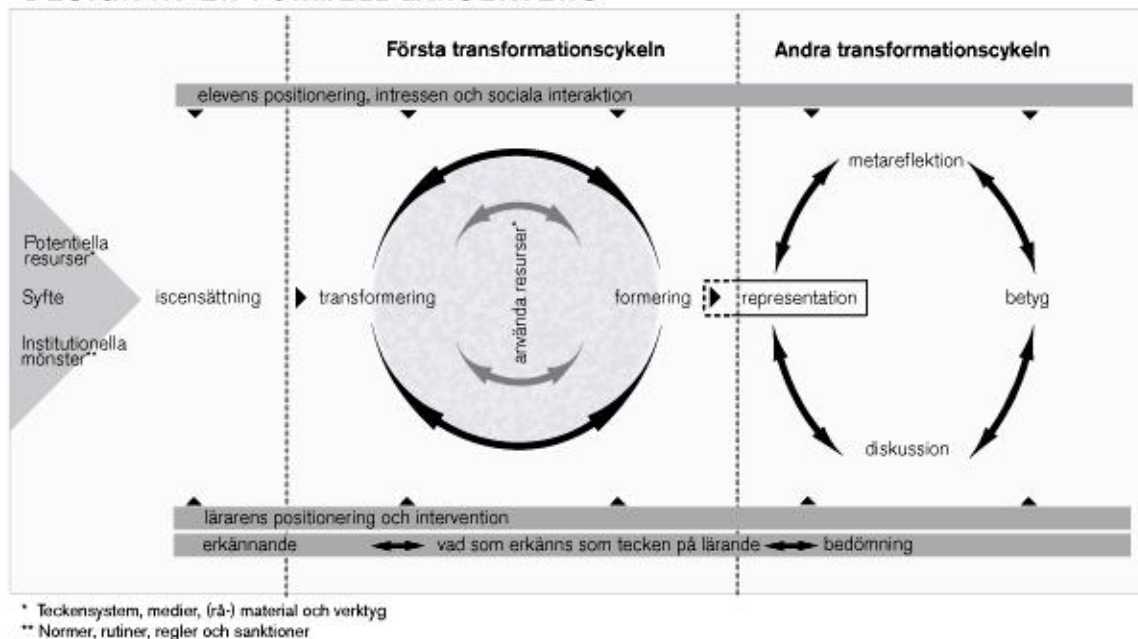 Första transformationscykeln
Andra transformationscykeln
elevens positionering, intressen och sociala interaktion
metareflektion
Potentiella
resurser*
Syfte
Institutionella
mönster**
iscensättning
transformering
använda resurser*
formering
representation
betyg
diskussion
lärarens positionering och intervention
erkännande
vad som erkänns som tecken på lärande
bedömning
* Teckensystem, medier, (rå-) material och verktyg
** Normer, rutiner, regler och sanktioner